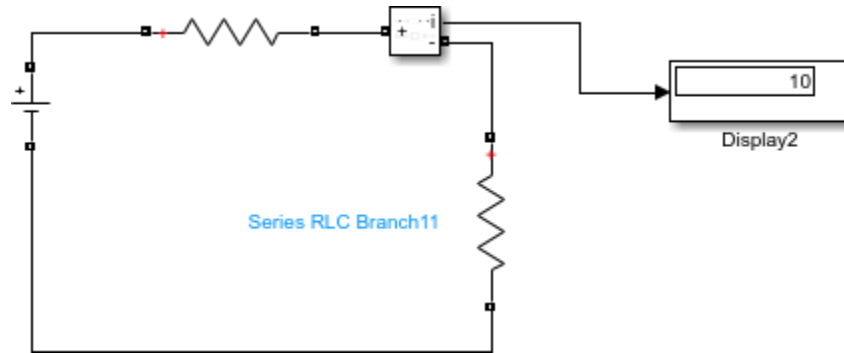 +
i
+
-
10
Display2
Series RLC Branch11